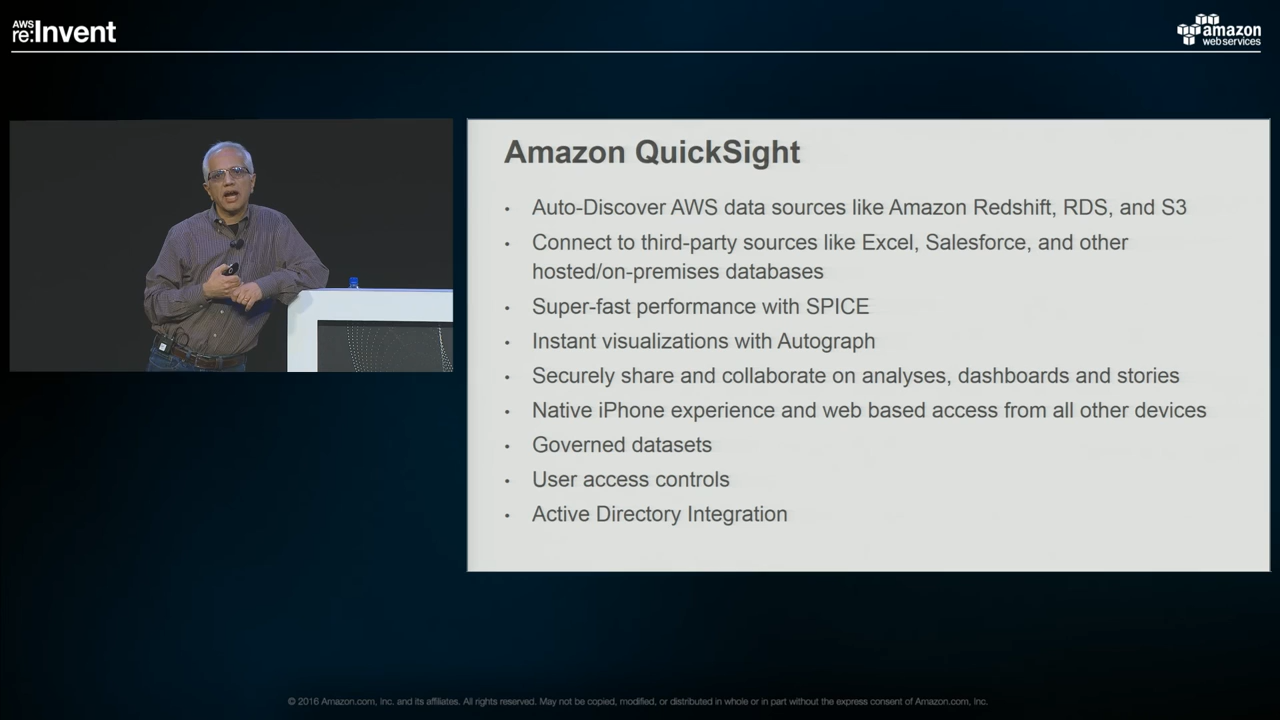 AWS
re:Invent
amazon
web services
Amazon QuickSight
• Auto-Discover AWS data sources like Amazon Redshift, RDS, and S3
• Connect to third-party sources like Excel, Salesforce, and other
hosted/on-premises databases
• Super-fast performance with SPICE
• Instant visualizations with Autograph
• Securely share and collaborate on analyses, dashboards and stories
• Native iPhone experience and web based access from all other devices
• Governed datasets
• User access controls
• Active Directory Integration
© 2016 Amazon.com, Inc. and its affiliates. All rights reserved. May not be copied, modified, or distributed in whole or in part without the express consent of Amazon.com, Inc.